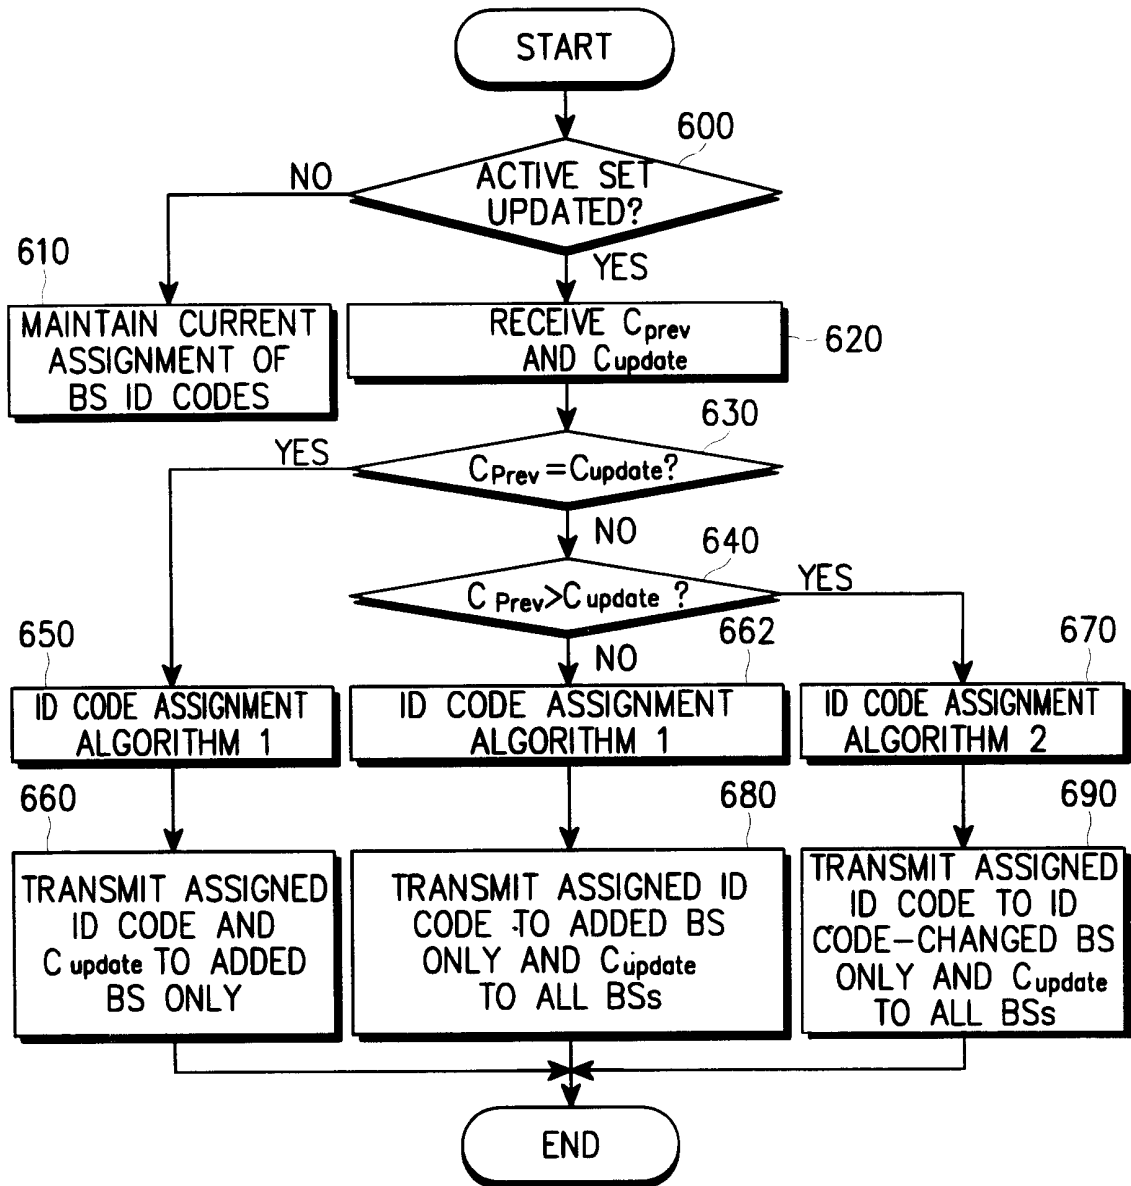 START
600
ACTIVE SET
UPDATED?
NO
YES
610
MAINTAIN CURRENT
ASSIGNMENT OF
BS ID CODES
RECEIVE Cprev
AND Cupdate
620
630
YES
CPrev=Cupdate?
NO
640
C Prev>Cupdate ?
YES
NO
650
ID CODE ASSIGNMENT
ALGORITHM 1
662
ID CODE ASSIGNMENT
ALGORITHM 1
670
ID CODE ASSIGNMENT
ALGORITHM 2
660
TRANSMIT ASSIGNED
ID CODE AND
C update TO ADDED
BS ONLY
680
TRANSMIT ASSIGNED ID
CODE TO ADDED BS
ONLY AND Cupdate
TO ALL BSs
690
TRANSMIT ASSIGNED
ID CODE TO ID
CODE-CHANGED BS
ONLY AND Cupdate
TO ALL BSs
END